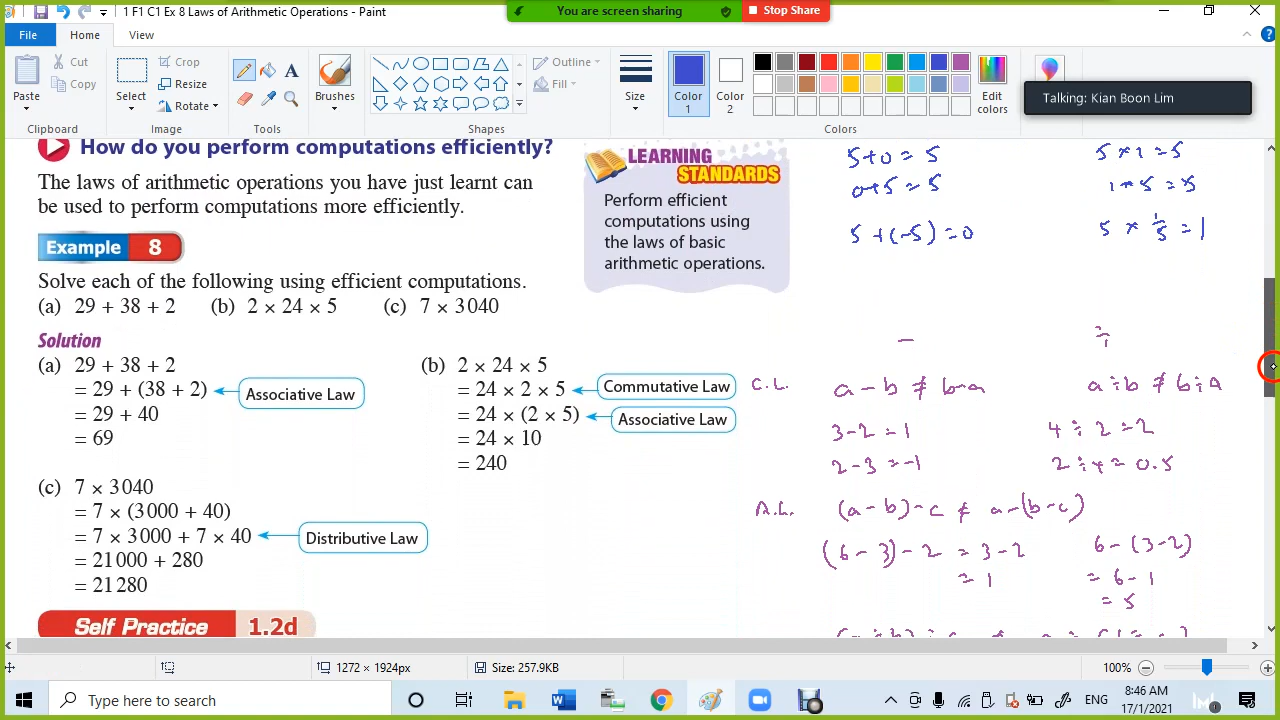 1 F1 C1 Ex 8 Laws of Arithmetic Operations - Paint
You are screen sharing
Stop Share
File Home View
Cut
Copy
Paste
Clipboard
Crop
Resize
Rotate
Select
Image
Tools
Brushes
Outline
Fill
Shapes
Size
Color 1
Color 2
Edit colors
Colors
Talking: Kian Boon Lim
How do you perform computations efficiently?
The laws of arithmetic operations you have just learnt can
be used to perform computations more efficiently.
LEARNING
STANDARDS
Perform efficient
computations using
the laws of basic
arithmetic operations.
Example 8
Solve each of the following using efficient computations.
(a) 29 + 38 + 2 (b) 2 × 24 × 5 (c) 7 × 3 040
Solution
(a) 29 + 38 + 2
= 29 + (38 + 2) Associative Law
= 29 + 40
= 69
(b) 2 × 24 × 5
= 24 × 2 × 5 Commutative Law
= 24 × (2 × 5) Associative Law
= 24 × 10
= 240
(c) 7 × 3 040
= 7 × (3 000 + 40)
= 7 × 3 000 + 7 × 40 Distributive Law
= 21 000 + 280
= 21 280
Self Practice 1.2d
5 + 0 = 5
0 + 5 = 5
5 + (-5) = 0
5 × 1 = 5
1 × 5 = 5
5 × 1/5 = 1
- ÷
C.L. a - b ≠ b - a a ÷ b ≠ b ÷ a
3 - 2 = 1 4 ÷ 2 = 2
2 - 3 = -1 2 ÷ 4 = 0.5
A.L. (a - b) - c ≠ a - (b - c)
(6 - 3) - 2 = 3 - 2
= 1
6 - (3 - 2)
= 6 - 1
= 5
1272 × 1924px
Size: 257.9KB
100%
Type here to search
ENG
8:46 AM
17/1/2021